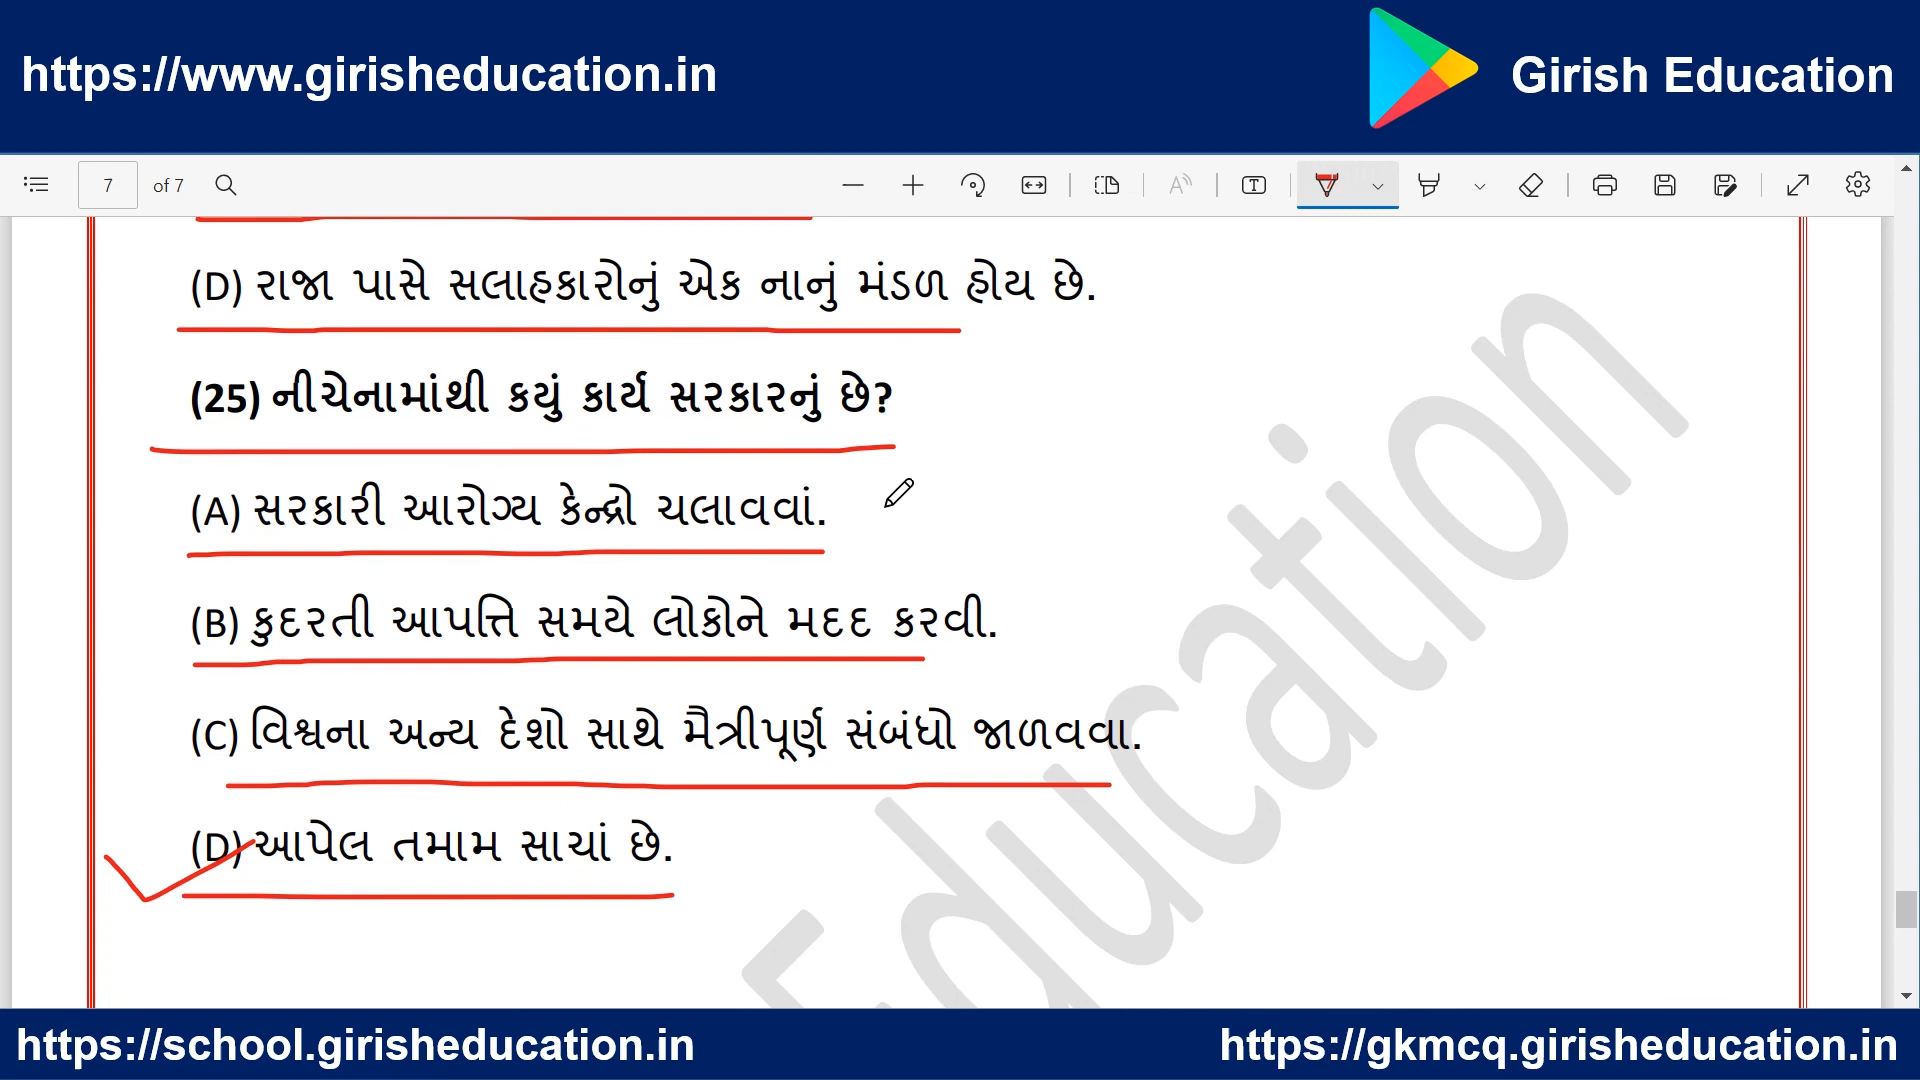 https://www.girisheducation.in
Girish Education
7 of 7
(D) રાજા પાસે સલાહકારોનું એક નાનું મંડળ હોય છે.
(25) નીચેનામાંથી કયું કાર્ય સરકારનું છે?
(A) સરકારી આરોગ્ય કેન્દ્રો ચલાવવાં.
(B) કુદરતી આપત્તિ સમયે લોકોને મદદ કરવી.
(C) વિશ્વના અન્ય દેશો સાથે મૈત્રીપૂર્ણ સંબંધો જાળવવા.
(D) આપેલ તમામ સાચાં છે.
Education
https://school.girisheducation.in
https://gkmcq.girisheducation.in